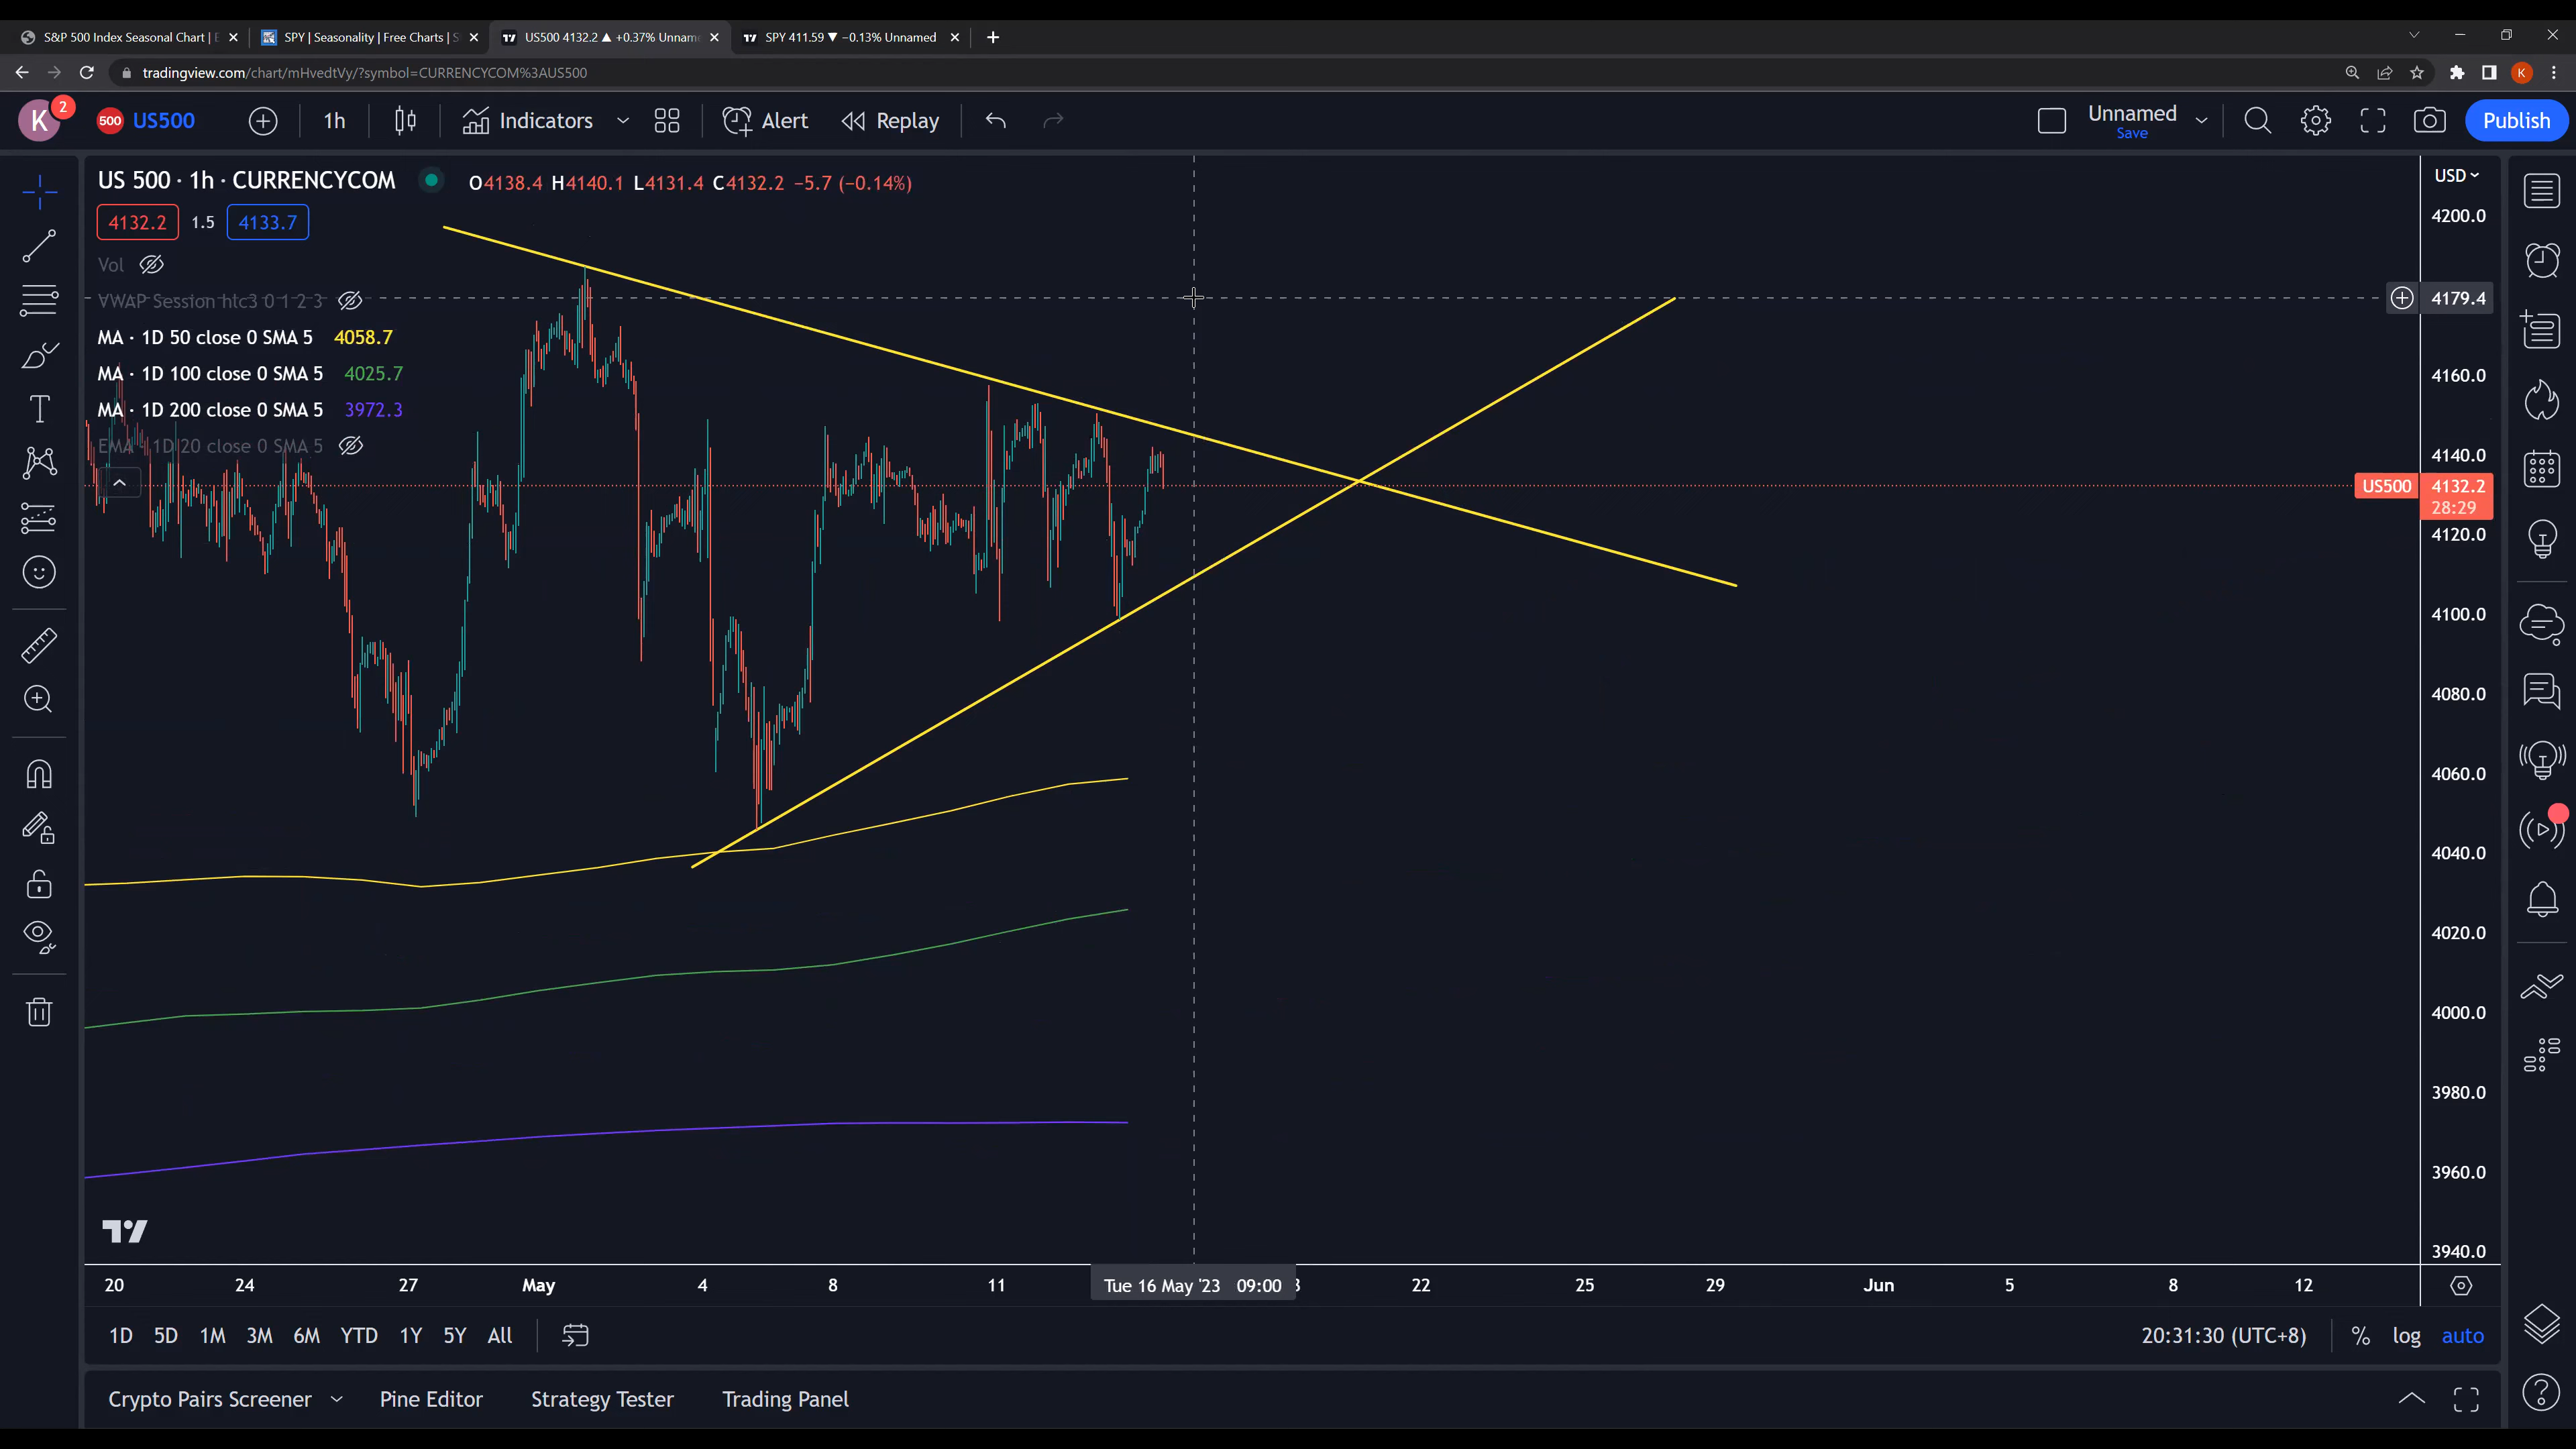 S&P 500 Index Seasonal Chart | E
SPY | Seasonality | Free Charts | S
US500 4132.2 ▲ +0.37% Unnam
SPY 411.59 ▼ −0.13% Unnamed
tradingview.com/chart/mHvedtVy/?symbol=CURRENCYCOM%3AUS500
K
K 2
500 US500
1h
Indicators
Alert
Replay
Unnamed
Save
Publish
US 500 · 1h · CURRENCYCOM
O4138.4 H4140.1 L4131.4 C4132.2 −5.7 (−0.14%)
4132.2 1.5 4133.7
Vol
VWAP Session hlc3 0 1 2 3
MA · 1D 50 close 0 SMA 5 4058.7
MA · 1D 100 close 0 SMA 5 4025.7
MA · 1D 200 close 0 SMA 5 3972.3
EMA · 1D 20 close 0 SMA 5
USD
4200.0
4179.4
4160.0
4140.0
US500 4132.2
28:29
4120.0
4100.0
4080.0
4060.0
4040.0
4020.0
4000.0
3980.0
3960.0
3940.0
20 24 27 May 4 8 11 Tue 16 May '23 09:00 22 25 29 Jun 5 8 12
1D 5D 1M 3M 6M YTD 1Y 5Y All
20:31:30 (UTC+8) % log auto
Crypto Pairs Screener Pine Editor Strategy Tester Trading Panel